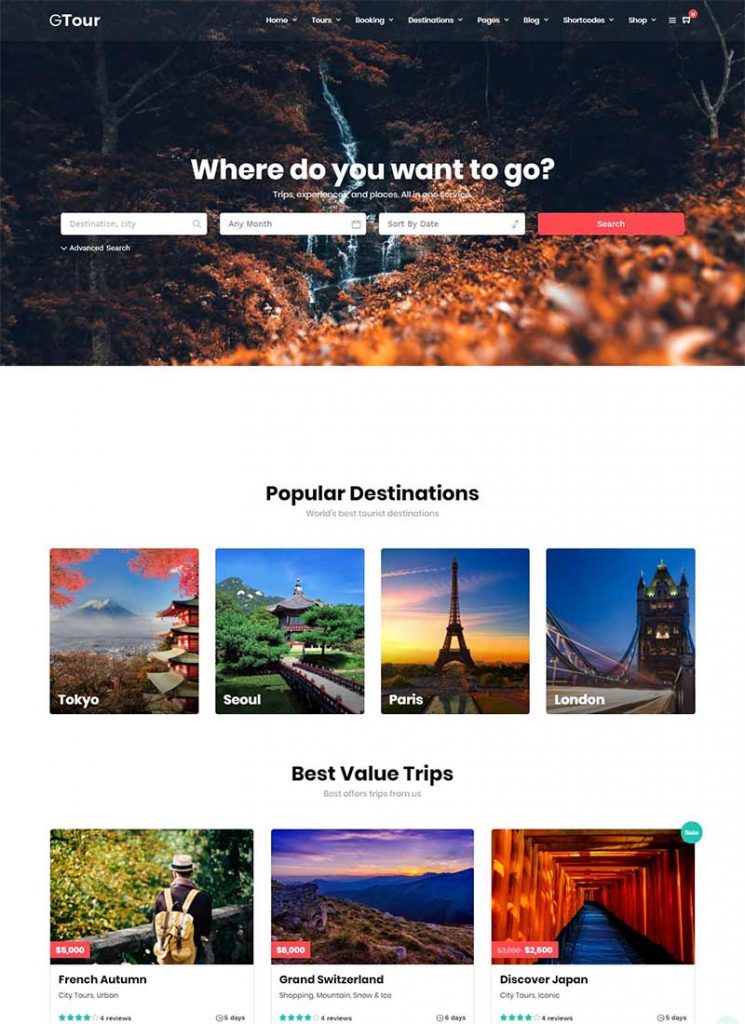 GTour
Home Tours Booking Destinations Pages Blog Shortcodes Shop 0
Where do you want to go?
Trips, experiences, and places. All in one service.
Destination, city
Any Month
Sort By Date
Search
Advanced Search
Popular Destinations
World's best tourist destinations
Tokyo
Seoul
Paris
London
Best Value Trips
Best offers trips from us
Sale
$5,000
$6,000
$3,000 $2,500
French Autumn
City Tours, Urban
4 reviews 5 days
Grand Switzerland
Shopping, Mountain, Snow & Ice
4 reviews 6 days
Discover Japan
City Tours, Iconic
4 reviews 5 days